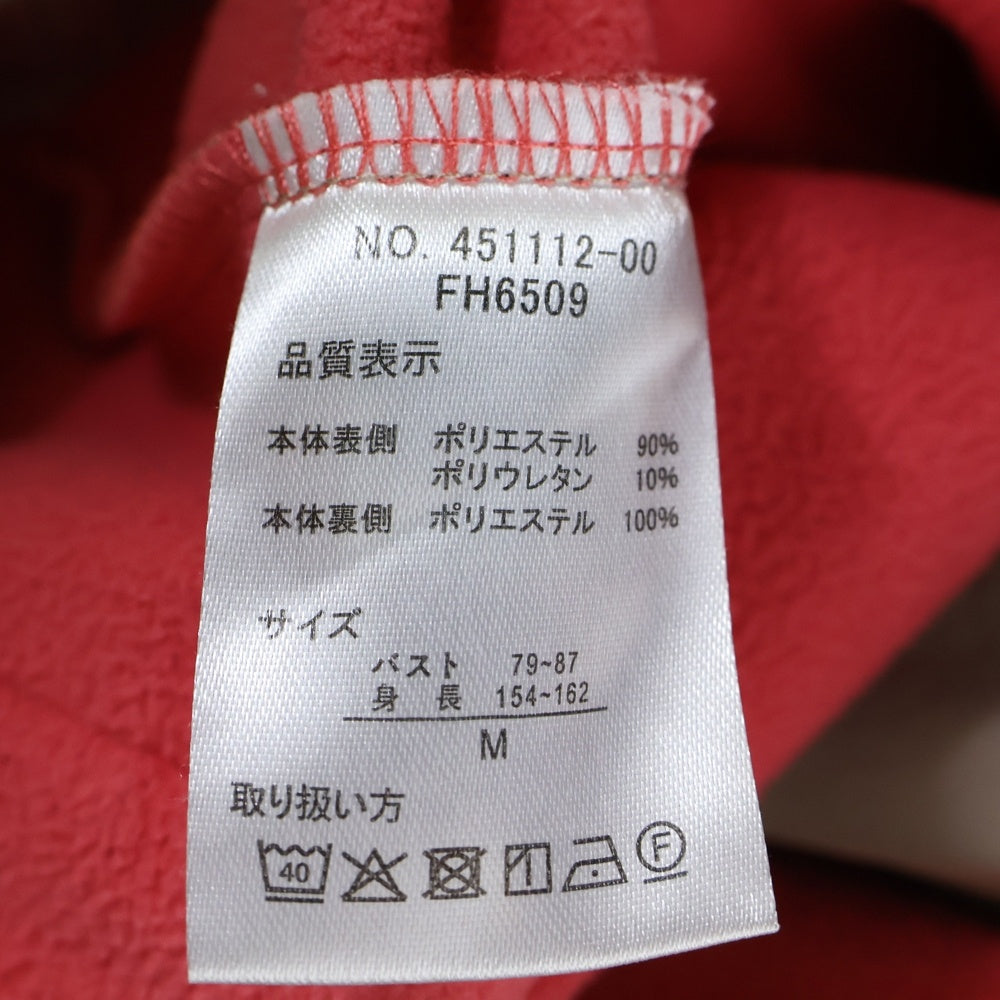 NO. 451112-00
FH6509
品質表示
本体表側 ポリエステル 90%
ポリウレタン 10%
本体裏側 ポリエステル 100%
サイズ
バスト 79~87
身 長 154~162
M
取り扱い方
40 F